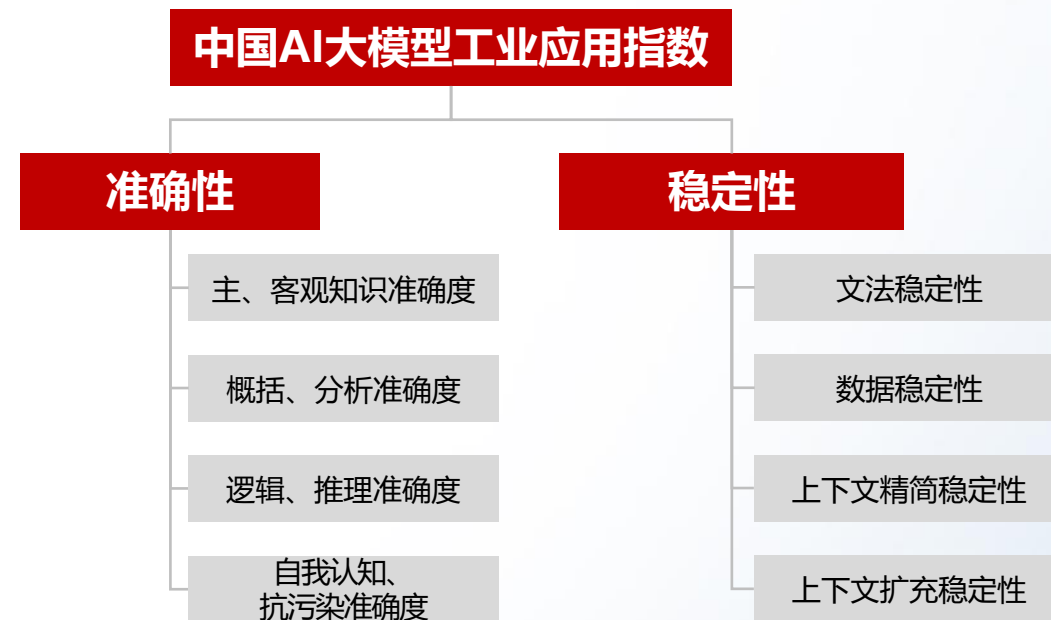 中国AI大模型工业应用指数
准确性
主、客观知识准确度
概括、分析准确度
逻辑、推理准确度
自我认知、
抗污染准确度
稳定性
文法稳定性
数据稳定性
上下文精简稳定性
上下文扩充稳定性